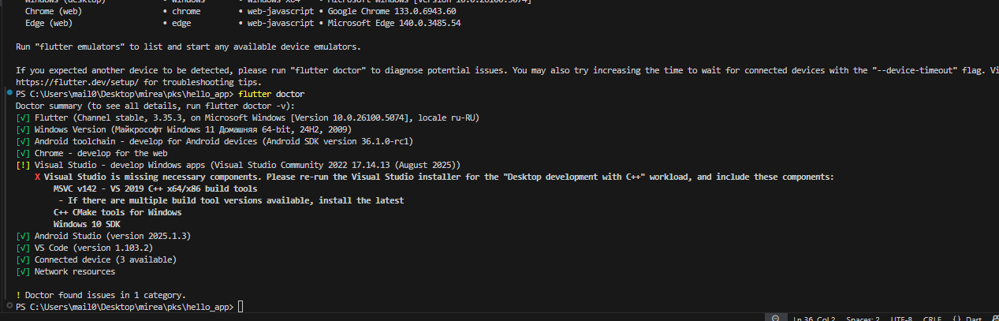 Windows (desktop) • windows • windows-x64 • Microsoft Windows [Version 10.0.26100.5074]
Chrome (web) • chrome • web-javascript • Google Chrome 133.0.6943.60
Edge (web) • edge • web-javascript • Microsoft Edge 140.0.3485.54
Run "flutter emulators" to list and start any available device emulators.
If you expected another device to be detected, please run "flutter doctor" to diagnose potential issues. You may also try increasing the time to wait for connected devices with the "--device-timeout" flag. Vi
https://flutter.dev/setup/ for troubleshooting tips.
PS C:\Users\mail0\Desktop\mirea\pks\hello_app> flutter doctor
Doctor summary (to see all details, run flutter doctor -v):
[√] Flutter (Channel stable, 3.35.3, on Microsoft Windows [Version 10.0.26100.5074], locale ru-RU)
[√] Windows Version (Майкрософт Windows 11 Домашняя 64-bit, 24H2, 2009)
[√] Android toolchain - develop for Android devices (Android SDK version 36.1.0-rc1)
[√] Chrome - develop for the web
[!] Visual Studio - develop Windows apps (Visual Studio Community 2022 17.14.13 (August 2025))
X Visual Studio is missing necessary components. Please re-run the Visual Studio installer for the "Desktop development with C++" workload, and include these components:
MSVC v142 - VS 2019 C++ x64/x86 build tools
- If there are multiple build tool versions available, install the latest
C++ CMake tools for Windows
Windows 10 SDK
[√] Android Studio (version 2025.1.3)
[√] VS Code (version 1.103.2)
[√] Connected device (3 available)
[√] Network resources
! Doctor found issues in 1 category.
PS C:\Users\mail0\Desktop\mirea\pks\hello_app>
Ln 36, Col 2 Spaces: 2 UTF-8 CRLF {} Dart